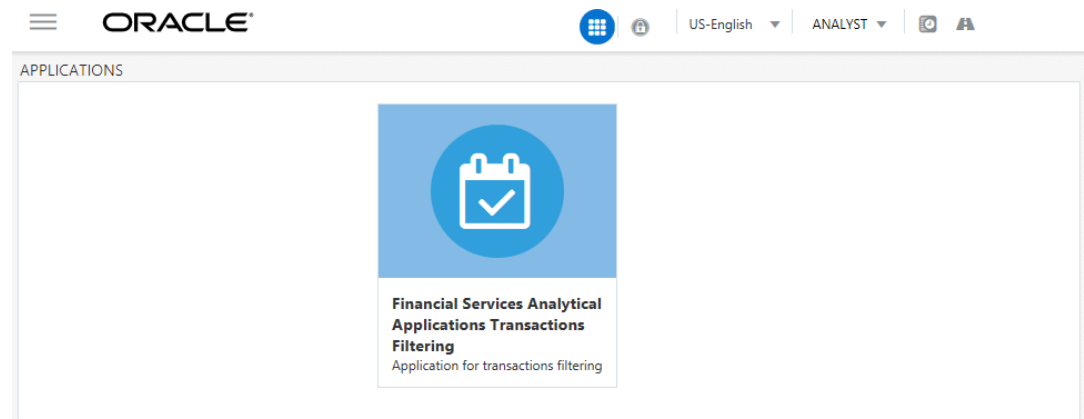 ORACLE®
US-English
ANALYST
APPLICATIONS
Financial Services Analytical
Applications Transactions
Filtering
Application for transactions filtering